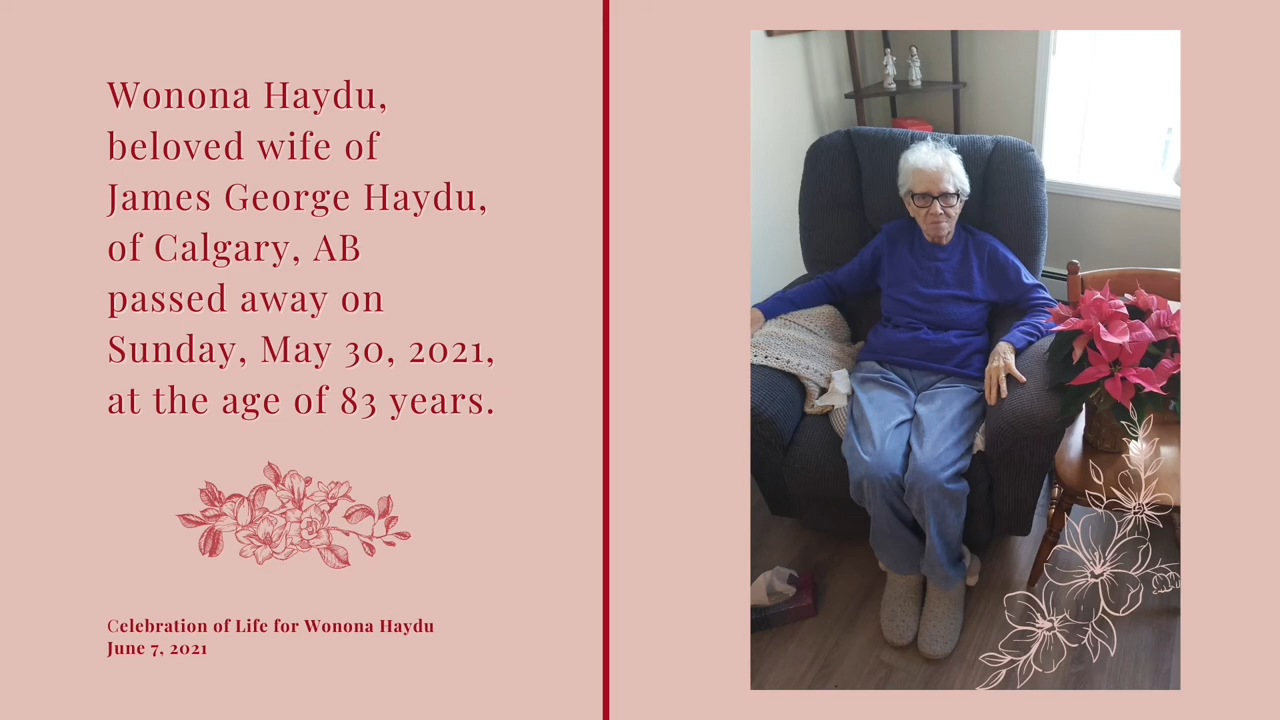 Wonona Haydu,
beloved wife of
James George Haydu,
of Calgary, AB
passed away on
Sunday, May 30, 2021,
at the age of 83 years.
Celebration of Life for Wonona Haydu
June 7, 2021